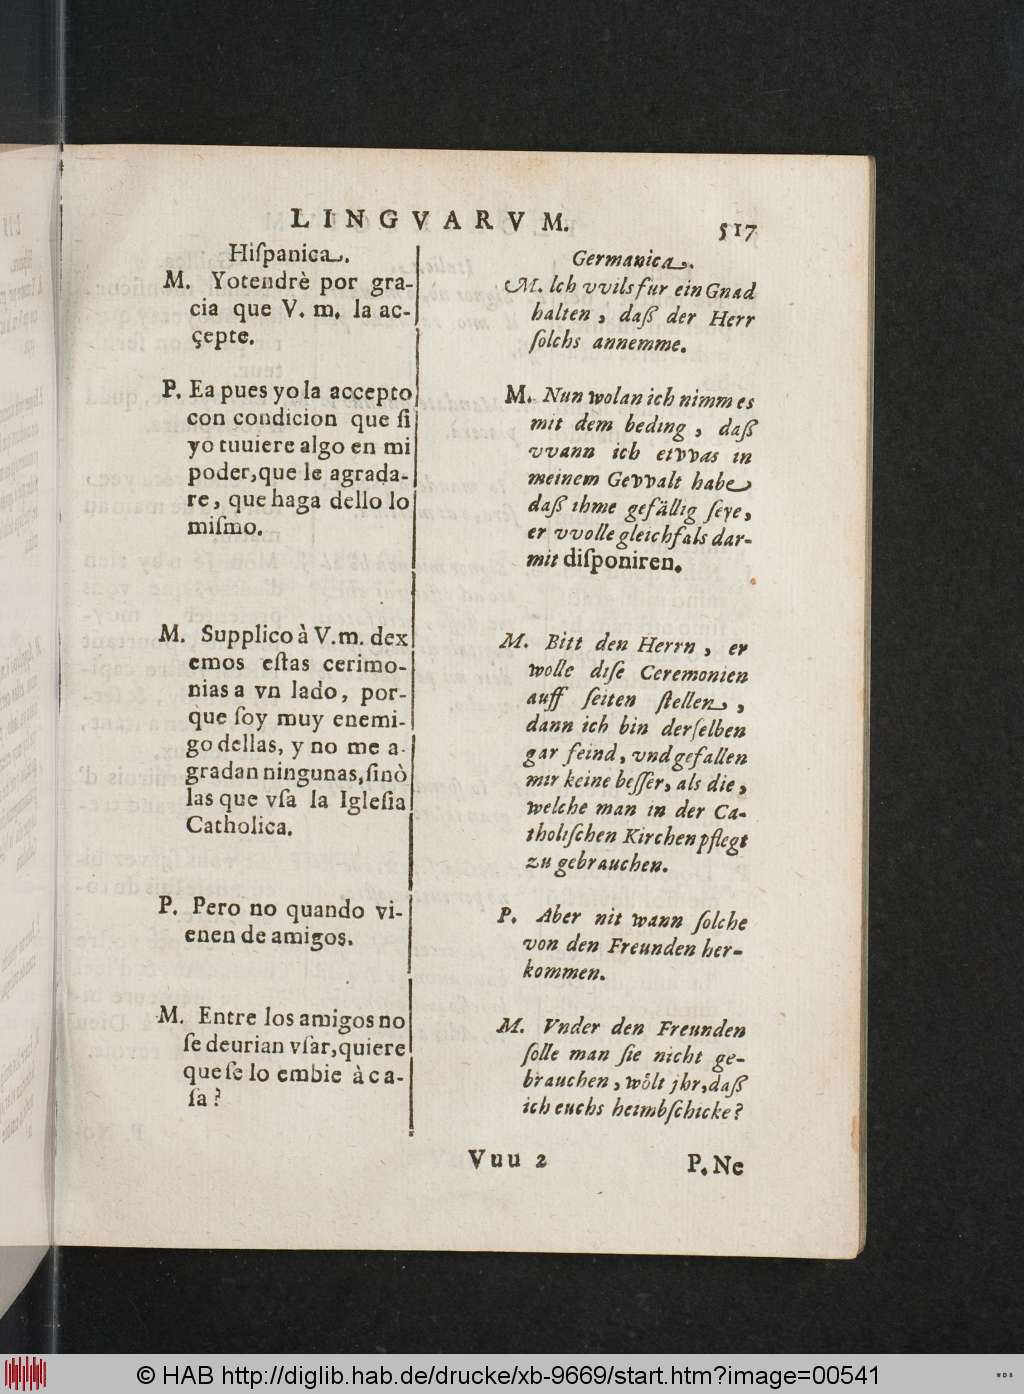 LINGVARVM.
517
Hiſpanica.
M. Yotendrè por gra-
cia que V. m. la ac-
çepte.
P. Ea pues yo la accepto
con condicion que ſi
yo tuuiere algo en mi
poder, que le agrada-
re, que haga dello lo
miſmo.
M. Supplico à V.m. dex
emos eſtas cerimo-
nias a vn lado, por-
que ſoy muy enemi-
go dellas, y no me a-
gradan ningunas, ſinò
las que vſa la Igleſia
Catholica.
P. Pero no quando vi-
enen de amigos.
M. Entre los amigos no
ſe deurian vſar, quiere
que ſe lo embie à ca-
ſa?
Germanica.
M. Ich vvils fur ein Gnad
halten, daß der Herr
ſolchs annemme.
M. Nun wolan ich nimm es
mit dem beding, daß
vvann ich etvvas in
meinem Gevvalt habe
daß ihme gefällig ſeye,
er vvolle gleichfals dar-
mit diſponiren.
M. Bitt den Herrn, er
wolle diſe Ceremonien
auff ſeiten ſtellen,
dann ich bin derſelben
gar feind, vnd gefallen
mir keine beſſer, als die,
welche man in der Ca-
tholiſchen Kirchen pflegt
zu gebrauchen.
P. Aber nit wann ſolche
von den Freunden her-
kommen.
M. Vnder den Freunden
ſolle man ſie nicht ge-
brauchen, woͤlt jhr, daß
ich euchs heimbſchicke?
Vuu 2
P. Ne
© HAB http://diglib.hab.de/drucke/xb-9669/start.htm?image=00541